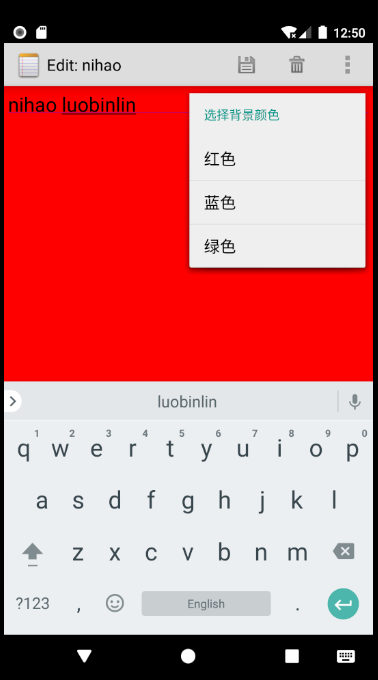 12:50
Edit: nihao
nihao luobinlin
选择背景颜色
红色
蓝色
绿色
luobinlin
1 2 3 4 5 6 7 8 9 0
q w e r t y u i o p
a s d f g h j k l
z x c v b n m
?123 , English .